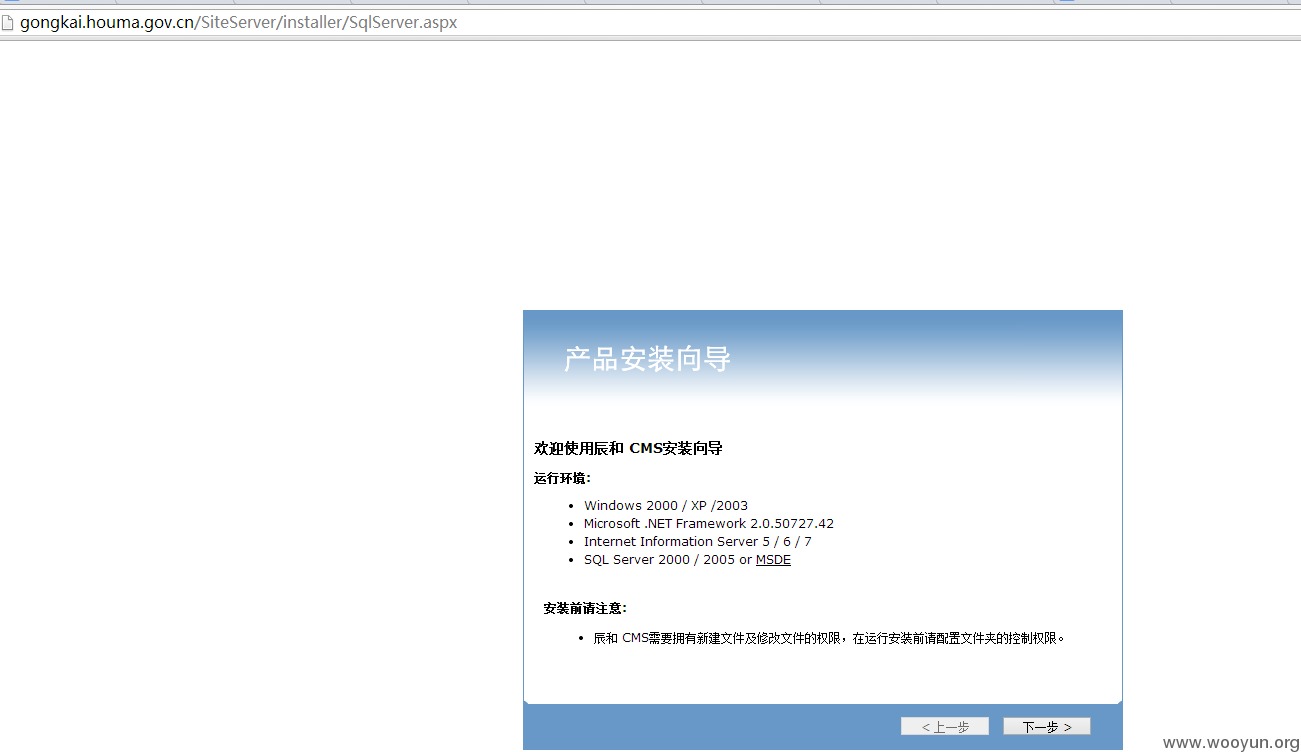 gongkai.houma.gov.cn/SiteServer/installer/SqlServer.aspx
产品安装向导
欢迎使用辰和 CMS安装向导
运行环境：
• Windows 2000 / XP /2003
• Microsoft .NET Framework 2.0.50727.42
• Internet Information Server 5 / 6 / 7
• SQL Server 2000 / 2005 or MSDE
安装前请注意：
• 辰和 CMS需要拥有新建文件及修改文件的权限，在运行安装前请配置文件夹的控制权限。
< 上一步 下一步 >
www.wooyun.org